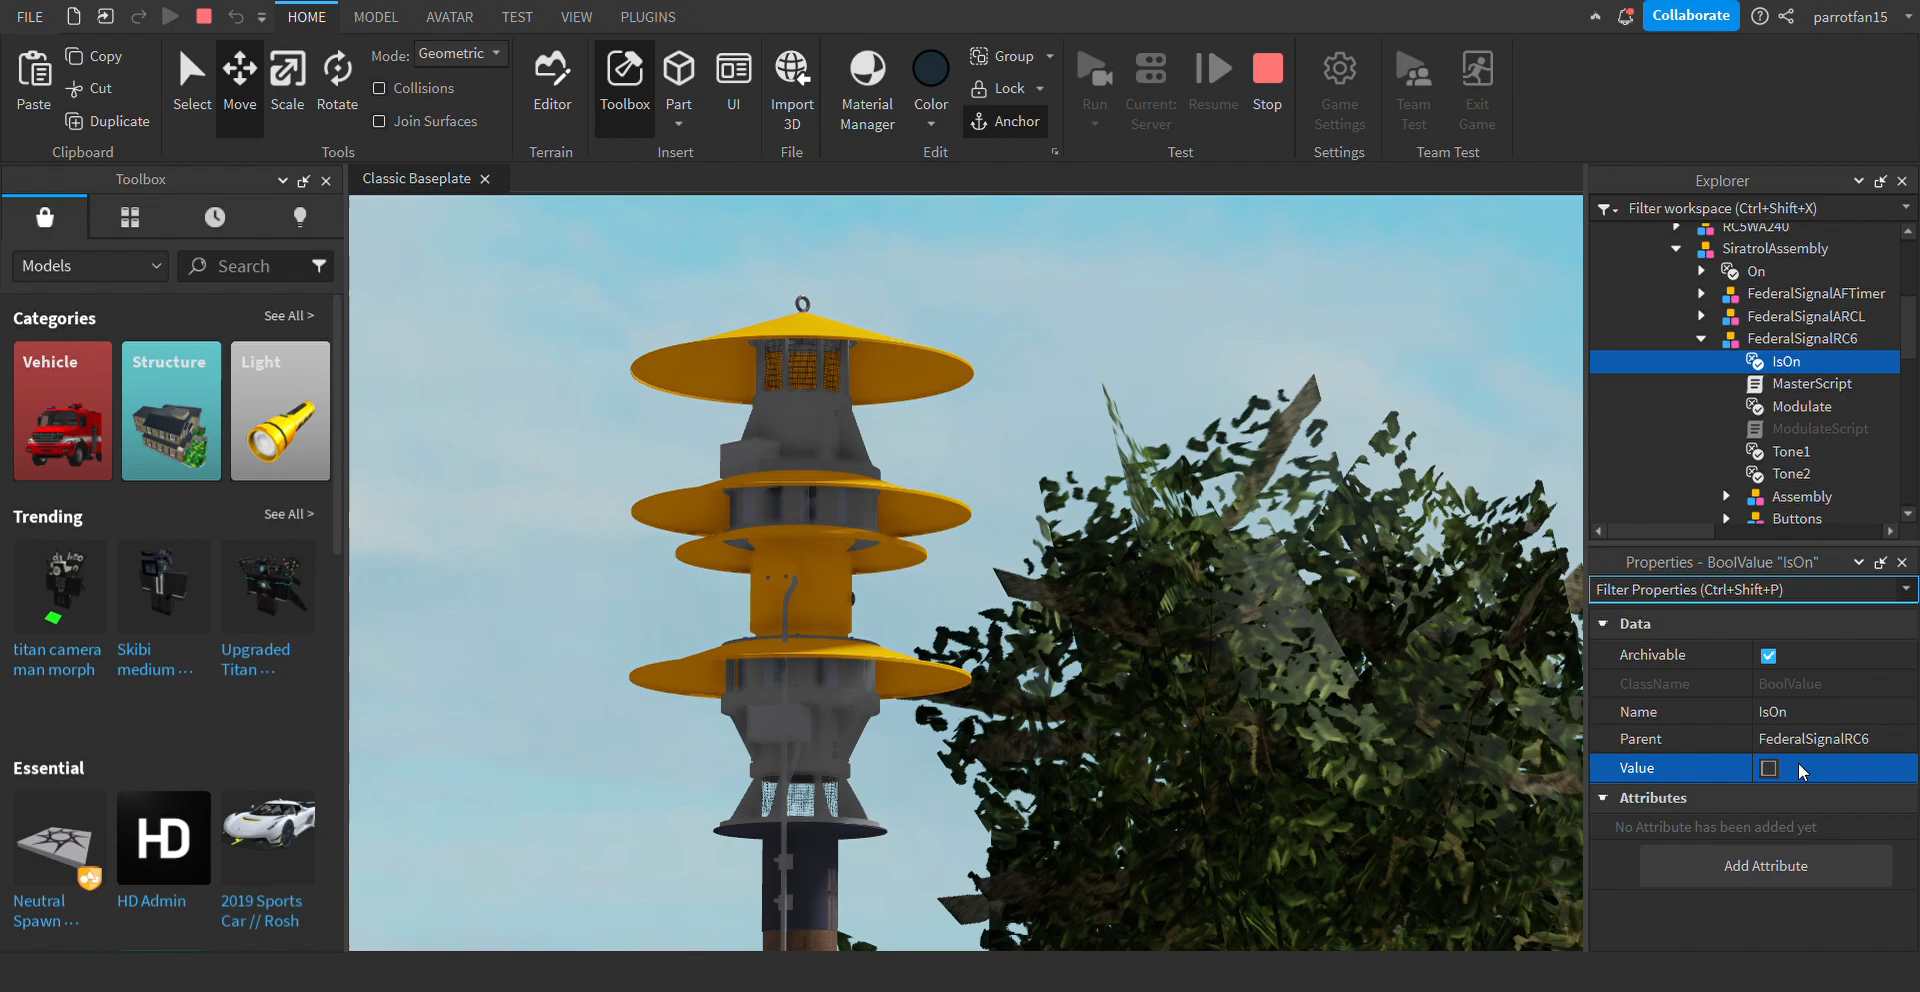 FILE
HOME
MODEL
AVATAR
TEST
VIEW
PLUGINS
Collaborate
parrotfan15
Paste
Copy
Cut
Duplicate
Clipboard
Select
Move
Scale
Rotate
Mode:
Geometric
Collisions
Join Surfaces
Tools
Editor
Terrain
Toolbox
Part
UI
Insert
Import
3D
File
Material
Manager
Color
Group
Lock
Anchor
Edit
Run
Current:
Server
Resume
Stop
Test
Game
Settings
Settings
Team
Test
Exit
Game
Team Test
Toolbox
Models
Search
Categories
See All >
Vehicle
Structure
Light
Trending
See All >
titan camera
man morph
Skibi
medium ...
Upgraded
Titan ...
Essential
HD
Neutral
Spawn ...
HD Admin
2019 Sports
Car // Rosh
Classic Baseplate
Explorer
Filter workspace (Ctrl+Shift+X)
RC5WA240
SiratrolAssembly
On
FederalSignalAFTimer
FederalSignalARCL
FederalSignalRC6
IsOn
MasterScript
Modulate
ModulateScript
Tone1
Tone2
Assembly
Buttons
Properties - BoolValue "IsOn"
Filter Properties (Ctrl+Shift+P)
Data
Archivable
ClassName BoolValue
Name IsOn
Parent FederalSignalRC6
Value
Attributes
No Attribute has been added yet
Add Attribute